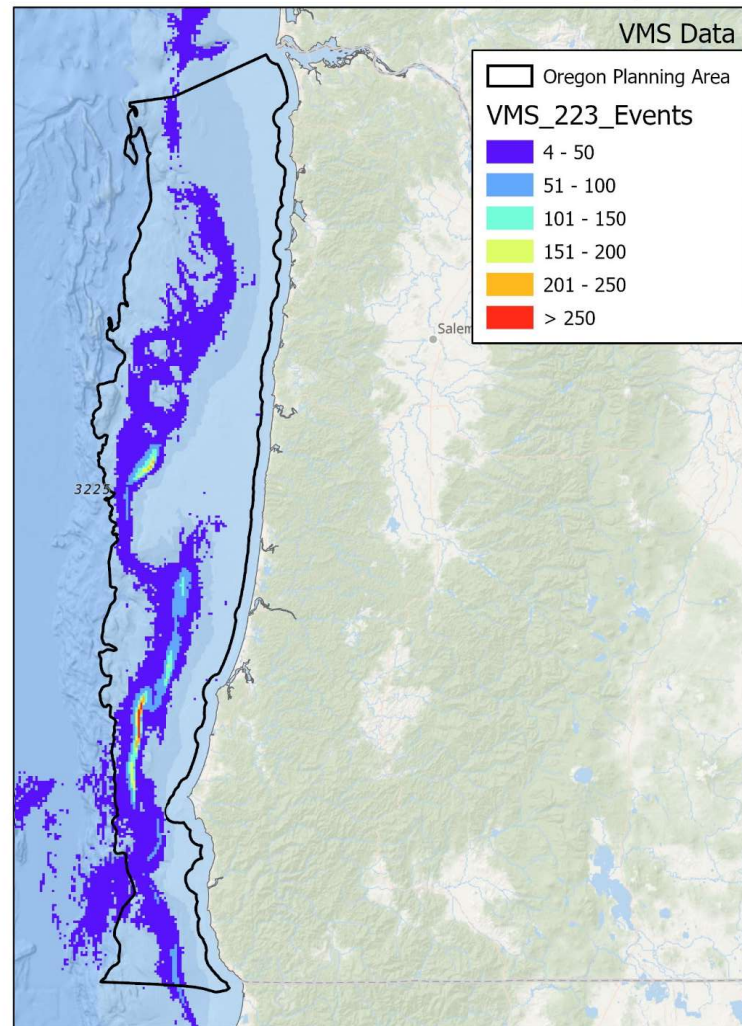 VMS Data
Oregon Planning Area
VMS_223_Events
4 - 50
51 - 100
101 - 150
151 - 200
201 - 250
> 250
Salem
3225